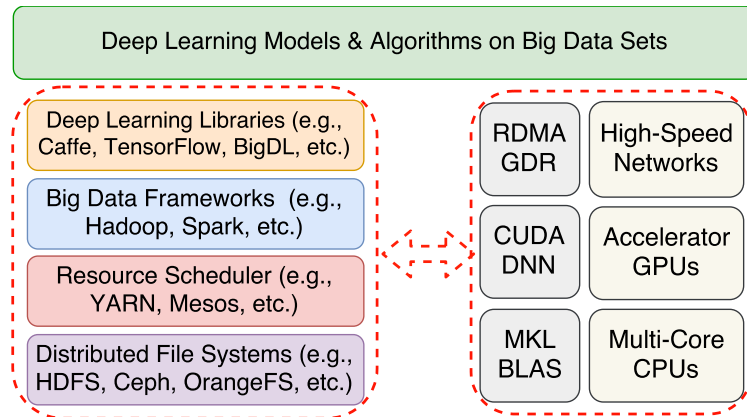 Deep Learning Models & Algorithms on Big Data Sets
Deep Learning Libraries (e.g.,
Caffe, TensorFlow, BigDL, etc.)
Big Data Frameworks (e.g.,
Hadoop, Spark, etc.)
Resource Scheduler (e.g.,
YARN, Mesos, etc.)
Distributed File Systems (e.g.,
HDFS, Ceph, OrangeFS, etc.)
RDMA
GDR
High-Speed
Networks
CUDA
DNN
Accelerator
GPUs
MKL
BLAS
Multi-Core
CPUs